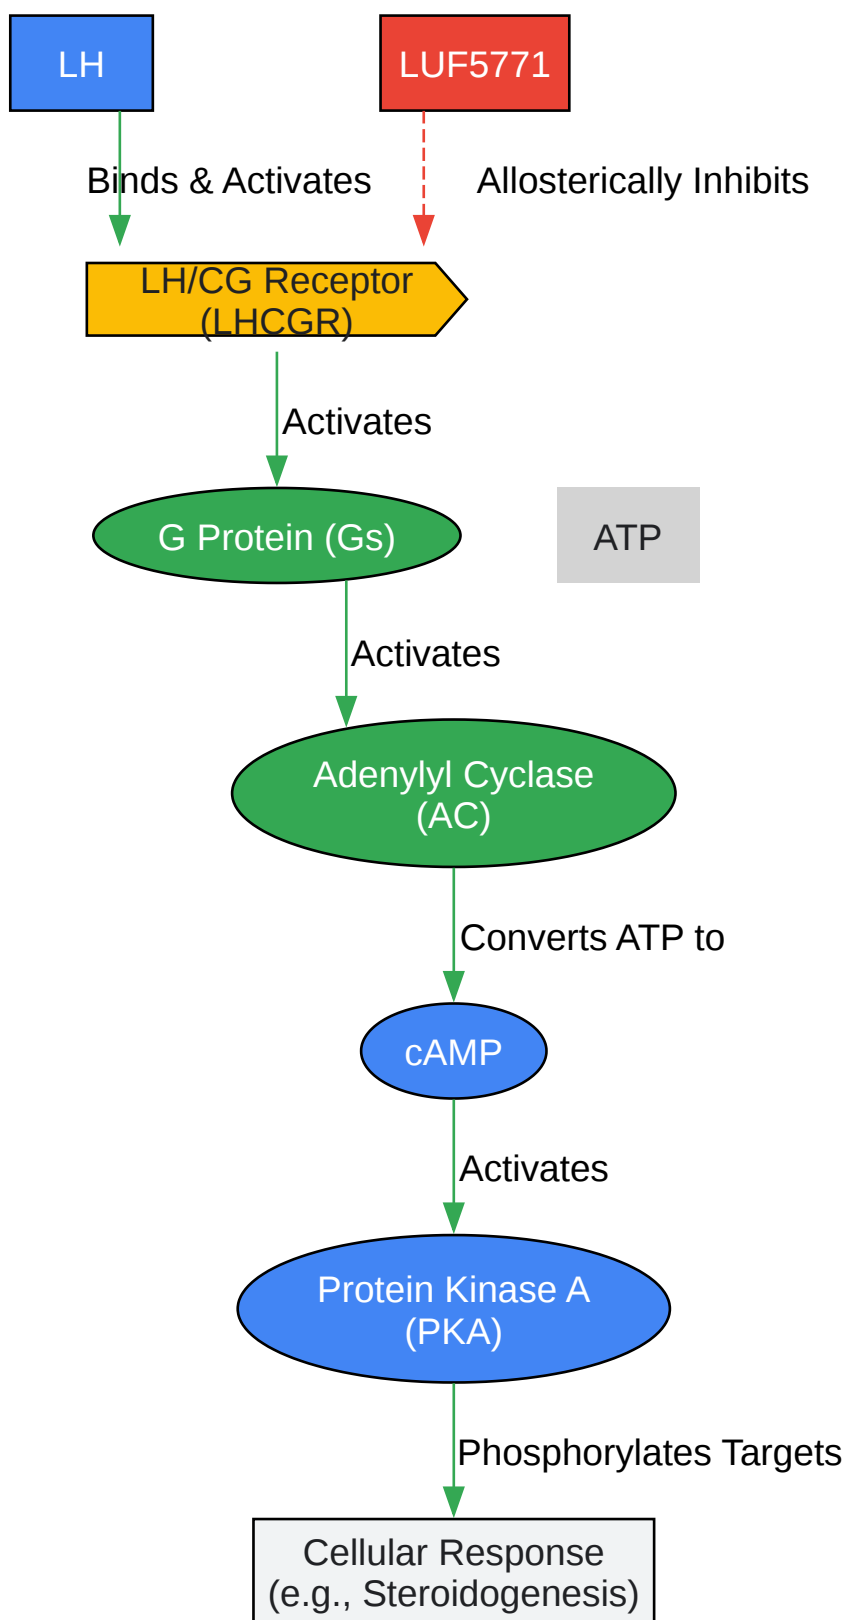 LH
LUF5771
Binds & Activates
Allosterically Inhibits
LH/CG Receptor
(LHCGR)
Activates
G Protein (Gs)
ATP
Activates
Adenylyl Cyclase
(AC)
Converts ATP to
cAMP
Activates
Protein Kinase A
(PKA)
Phosphorylates Targets
Cellular Response
(e.g., Steroidogenesis)